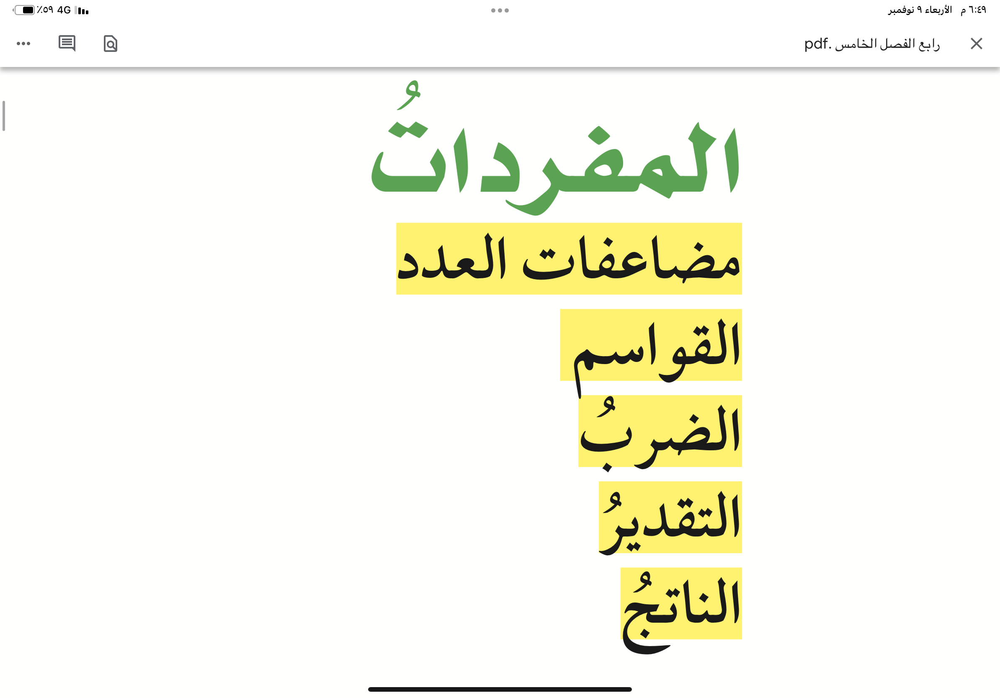 ٦:٤٩ م الأربعاء ٩ نوفمبر
4G ٥٩٪
رابع الفصل الخامس .pdf
المفرداتُ
مضاعفات العدد
القواسم
الضربُ
التقديرُ
الناتجُ